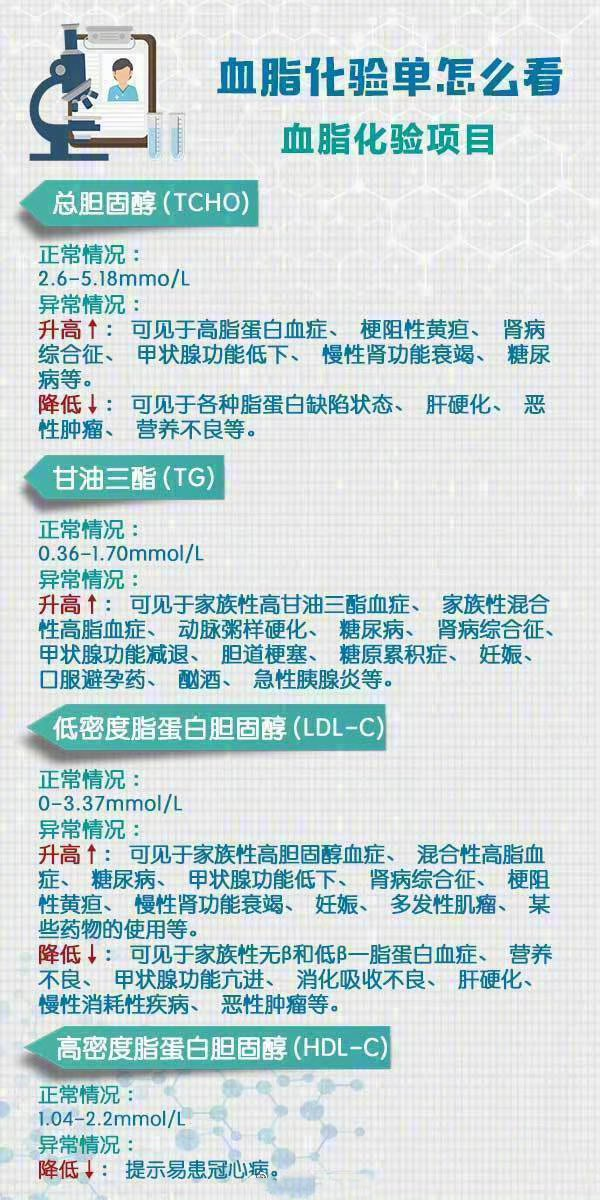 血脂化验单怎么看
血脂化验项目
总胆固醇(TCHO)
正常情况：
2.6-5.18mmo/L
异常情况：
升高↑： 可见于高脂蛋白血症、 梗阻性黄疸、 肾病
综合征、 甲状腺功能低下、 慢性肾功能衰竭、 糖尿
病等。
降低↓： 可见于各种脂蛋白缺陷状态、 肝硬化、 恶
性肿瘤、 营养不良等。
甘油三酯(TG)
正常情况：
0.36-1.70mmol/L
异常情况：
升高↑： 可见于家族性高甘油三酯血症、 家族性混合
性高脂血症、 动脉粥样硬化、 糖尿病、 肾病综合征、
甲状腺功能减退、 胆道梗塞、 糖原累积症、 妊娠、
口服避孕药、 酗酒、 急性胰腺炎等。
低密度脂蛋白胆固醇(LDL-C)
正常情况：
0-3.37mmol/L
异常情况：
升高↑： 可见于家族性高胆固醇血症、 混合性高脂血
症、 糖尿病、 甲状腺功能低下、 肾病综合征、 梗阻
性黄疸、 慢性肾功能衰竭、 妊娠、 多发性肌瘤、 某
些药物的使用等。
降低↓： 可见于家族性无β和低β一脂蛋白血症、 营养
不良、 甲状腺功能亢进、 消化吸收不良、 肝硬化、
慢性消耗性疾病、 恶性肿瘤等。
高密度脂蛋白胆固醇(HDL-C)
正常情况：
1.04-2.2mmol/L
异常情况：
降低↓： 提示易患冠心病。